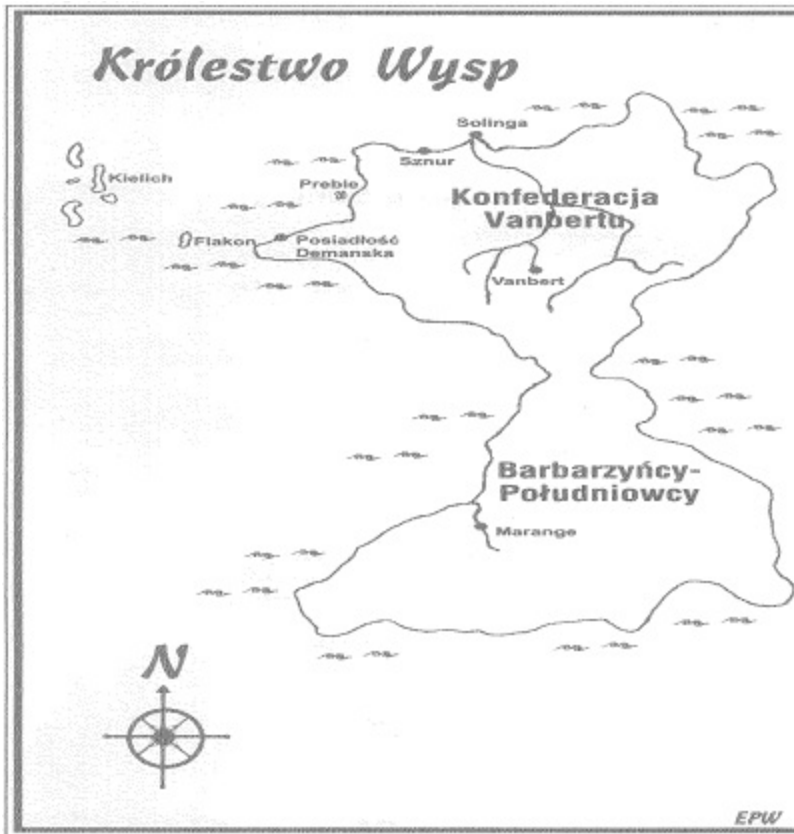 Królestwo Wysp
Solinga
Sznur
Kielich
Preble
Konfederacja
Vanbertu
Flakon
Posiadłość
Demanska
Vanbert
Barbarzyńcy-
Południowcy
Marange
N
EPW